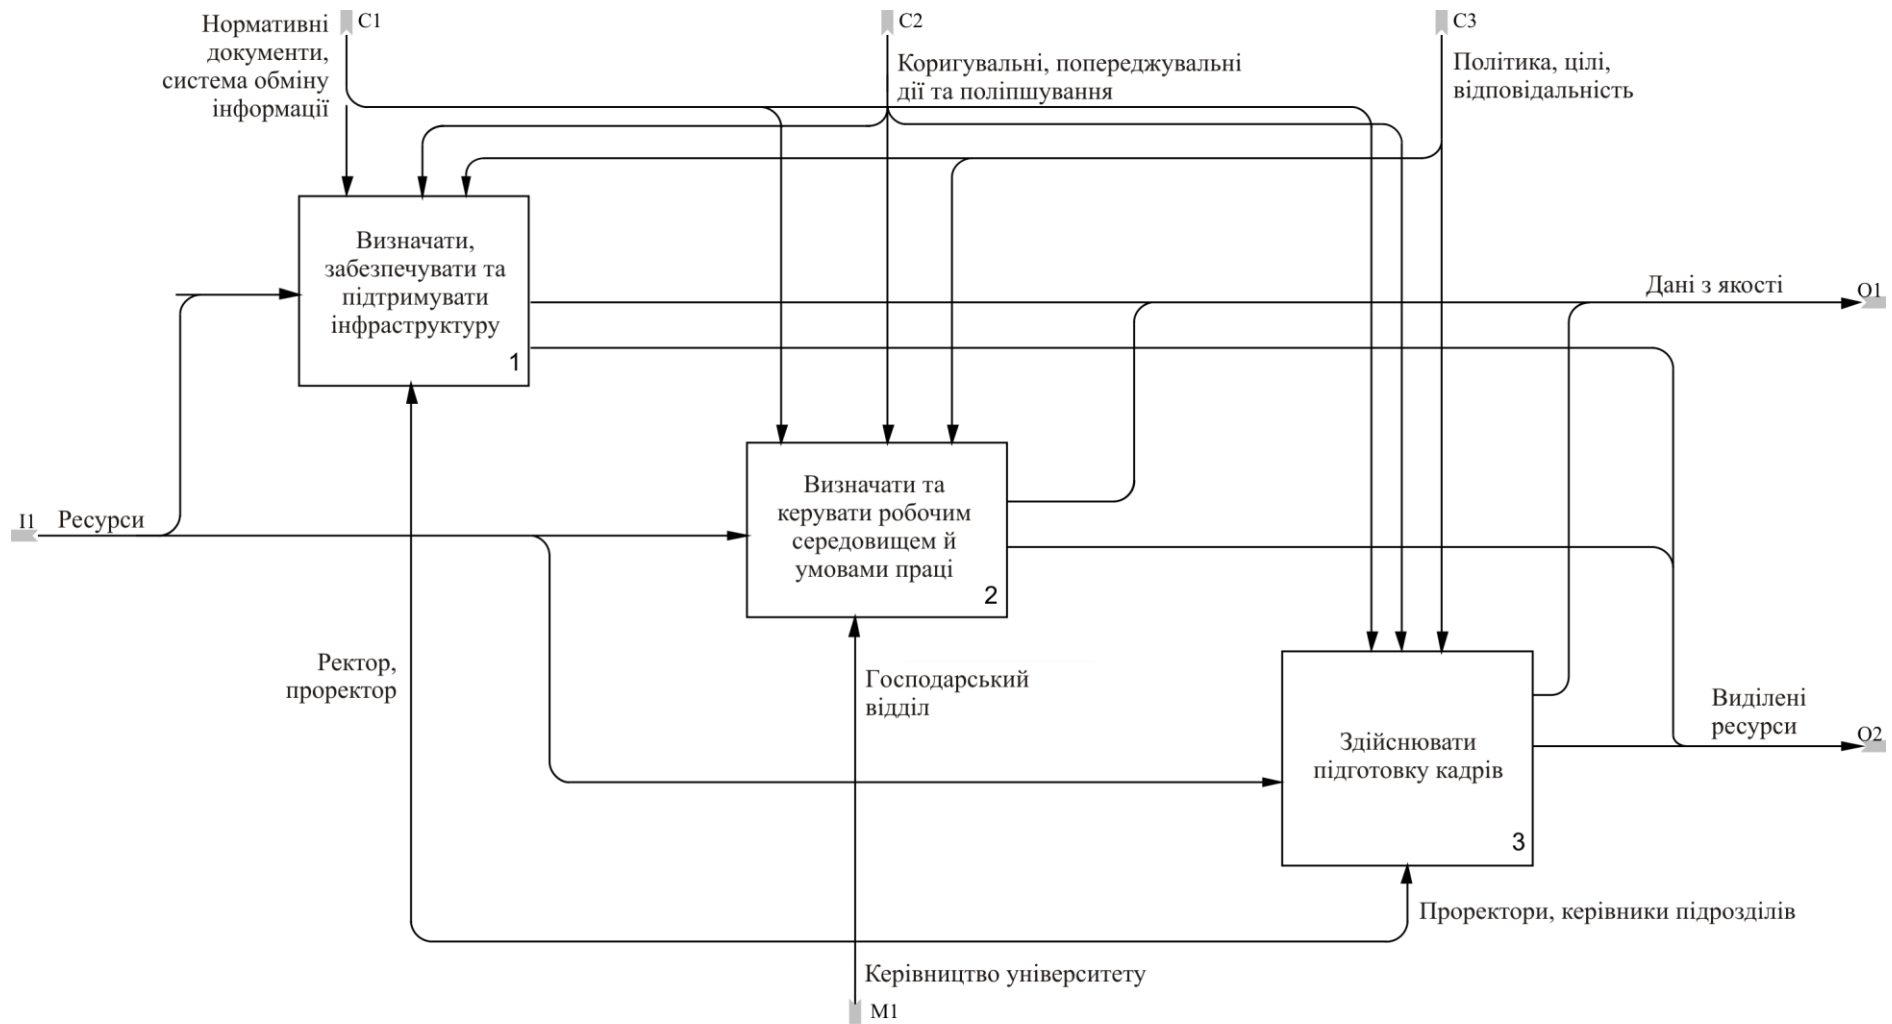 C1
Нормативні
документи,
система обміну
інформації
C2
Коригувальні, попереджувальні
дії та поліпшування
C3
Політика, цілі,
відповідальність
Визначати,
забезпечувати та
підтримувати
інфраструктуру
1
Дані з якості
O1
I1
Ресурси
Визначати та
керувати робочим
середовищем й
умовами праці
2
Ректор,
проректор
Господарський
відділ
Здійснювати
підготовку кадрів
3
Виділені
ресурси
O2
Проректори, керівники підрозділів
Керівництво університету
M1